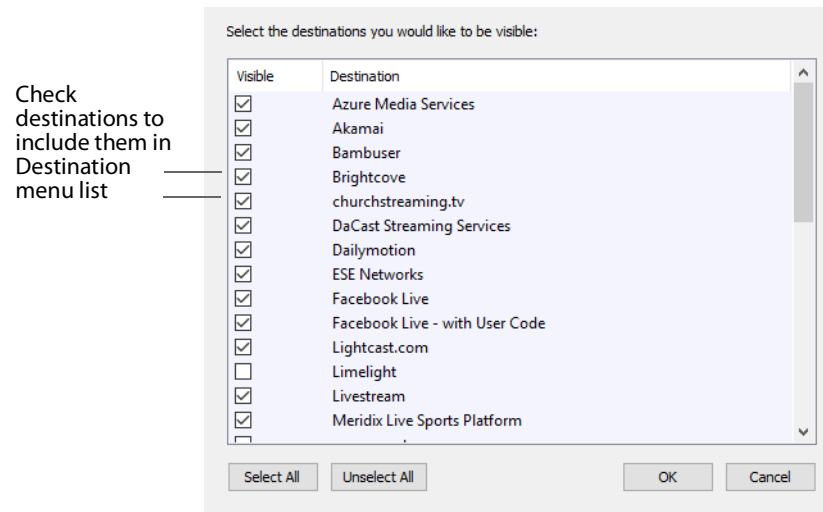 Select the destinations you would like to be visible:
Visible Destination
Check
destinations to
include them in
Destination
menu list
Azure Media Services
Akamai
Bambuser
Brightcove
churchstreaming.tv
DaCast Streaming Services
Dailymotion
ESE Networks
Facebook Live
Facebook Live - with User Code
Lightcast.com
Limelight
Livestream
Meridix Live Sports Platform
Select All Unselect All OK Cancel